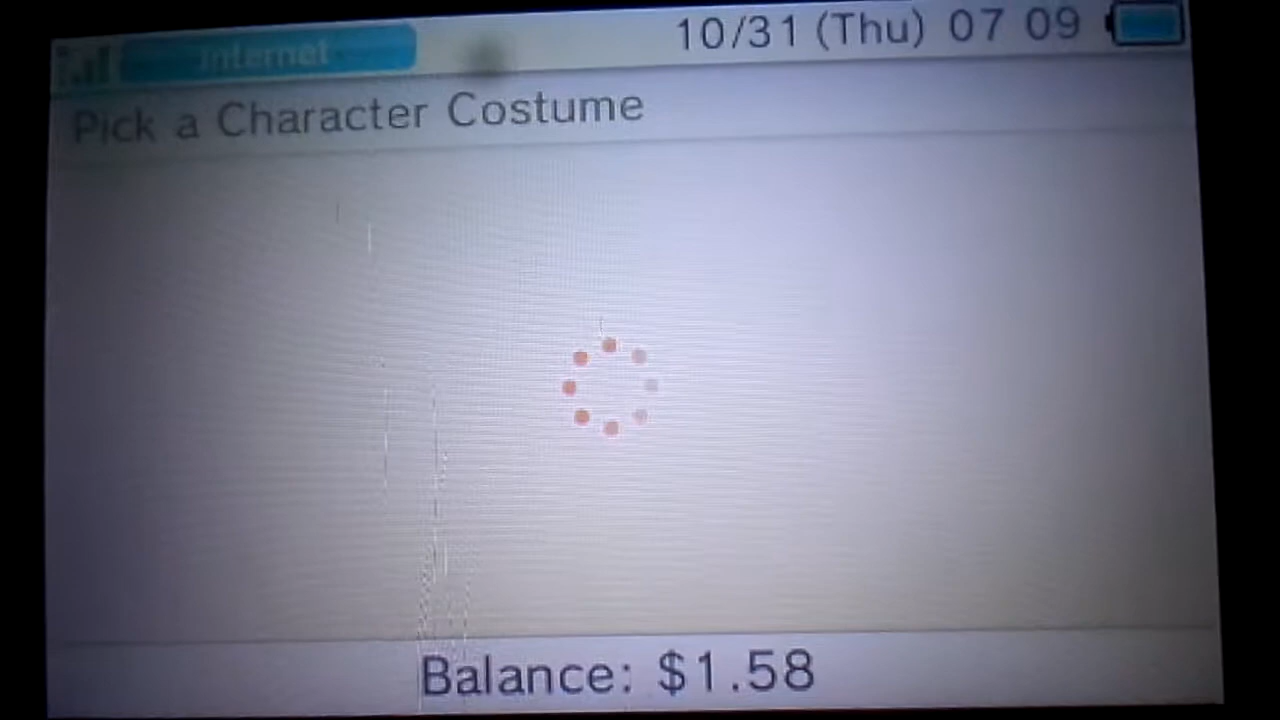 Internet 10/31 (Thu) 07 09
Pick a Character Costume
Balance: $1.58